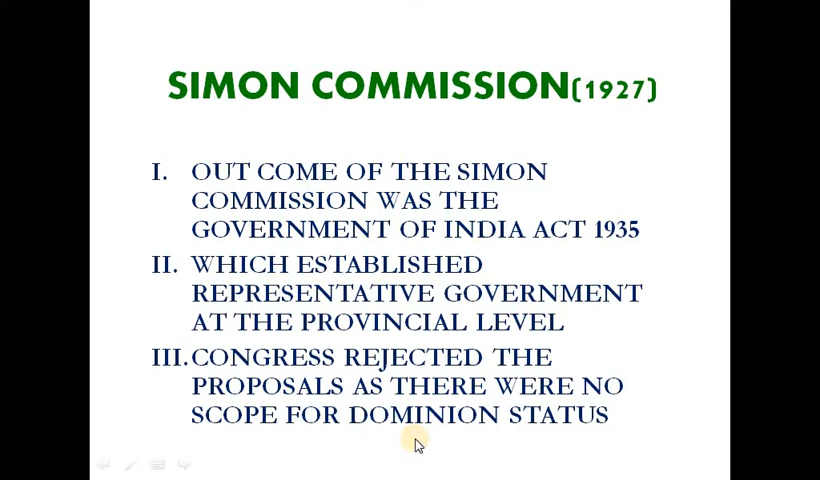 SIMON COMMISSION(1927)
I. OUT COME OF THE SIMON
COMMISSION WAS THE
GOVERNMENT OF INDIA ACT 1935
II. WHICH ESTABLISHED
REPRESENTATIVE GOVERNMENT
AT THE PROVINCIAL LEVEL
III. CONGRESS REJECTED THE
PROPOSALS AS THERE WERE NO
SCOPE FOR DOMINION STATUS